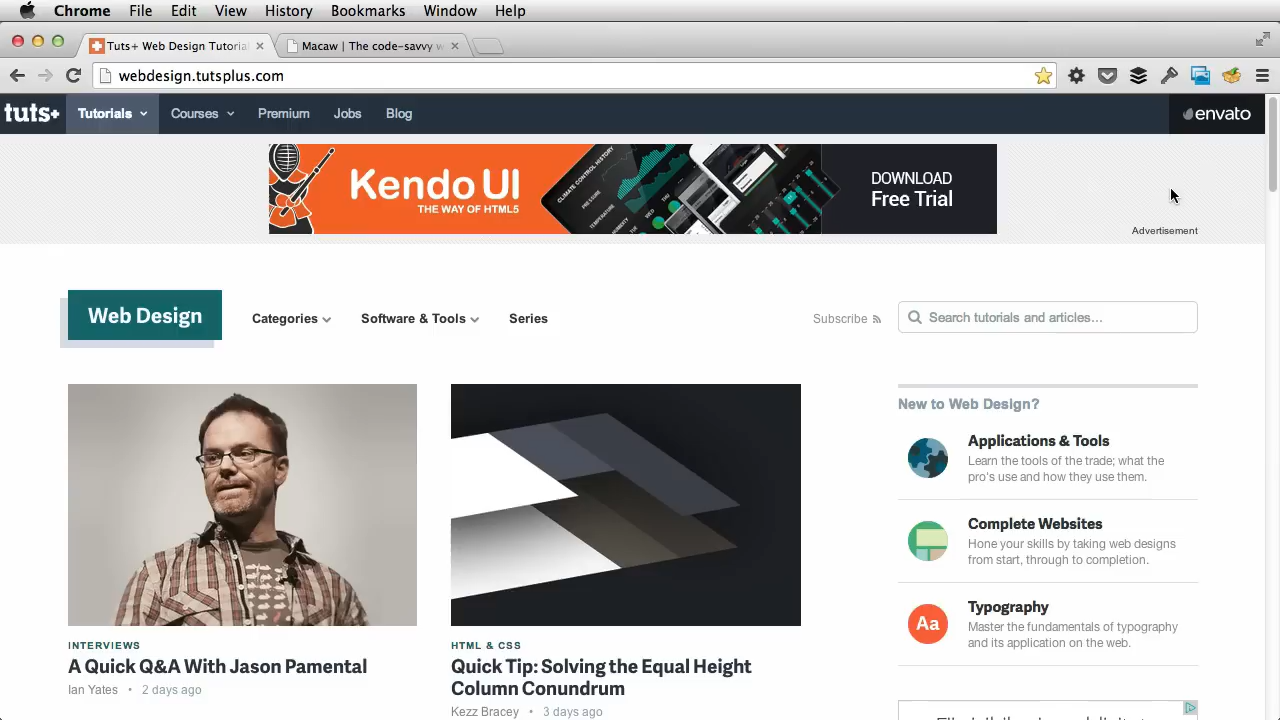 Chrome File Edit View History Bookmarks Window Help
Tuts+ Web Design Tutoria
Macaw | The code-savvy w
webdesign.tutsplus.com
tuts+ Tutorials Courses Premium Jobs Blog envato
Kendo UI
THE WAY OF HTML5
CLIMATE CONTROL HISTORY
DOWNLOAD
Free Trial
Advertisement
Web Design
Categories Software & Tools Series
Subscribe
Search tutorials and articles...
New to Web Design?
Applications & Tools
Learn the tools of the trade; what the
pro's use and how they use them.
Complete Websites
Hone your skills by taking web designs
from start, through to completion.
Aa
Typography
Master the fundamentals of typography
and its application on the web.
INTERVIEWS
A Quick Q&A With Jason Pamental
Ian Yates • 2 days ago
HTML & CSS
Quick Tip: Solving the Equal Height
Column Conundrum
Kezz Bracey • 3 days ago